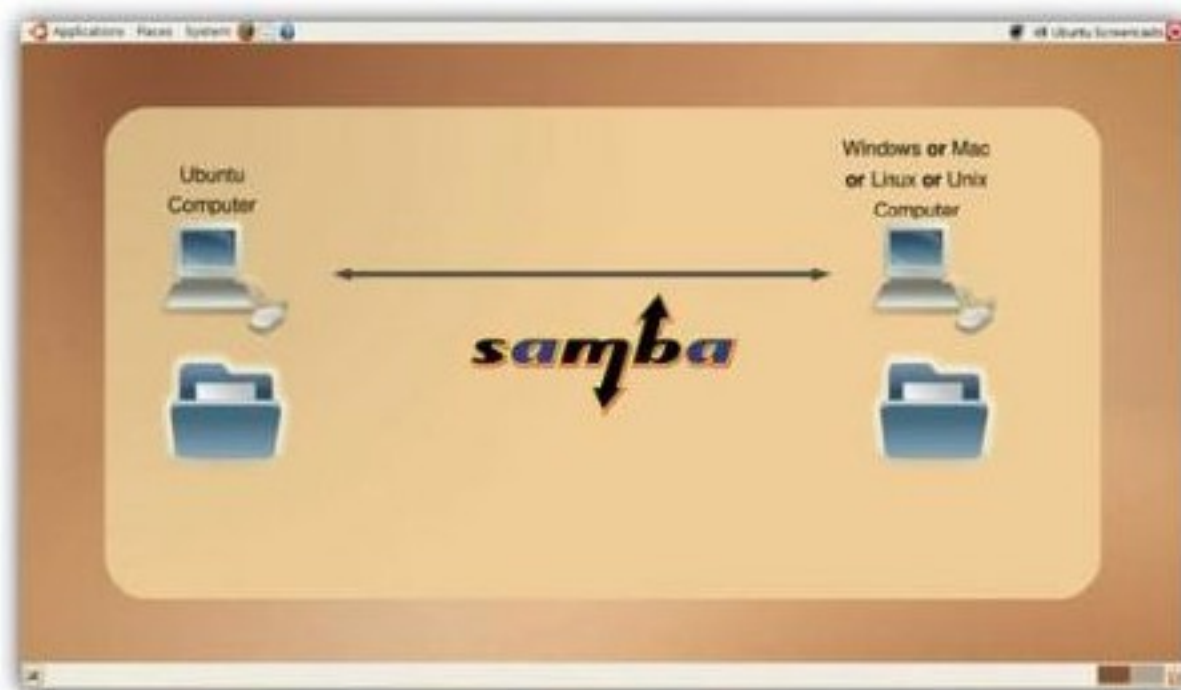 Applications Places System
Ubuntu Screencasts
Ubuntu
Computer
Windows or Mac
or Linux or Unix
Computer
samba